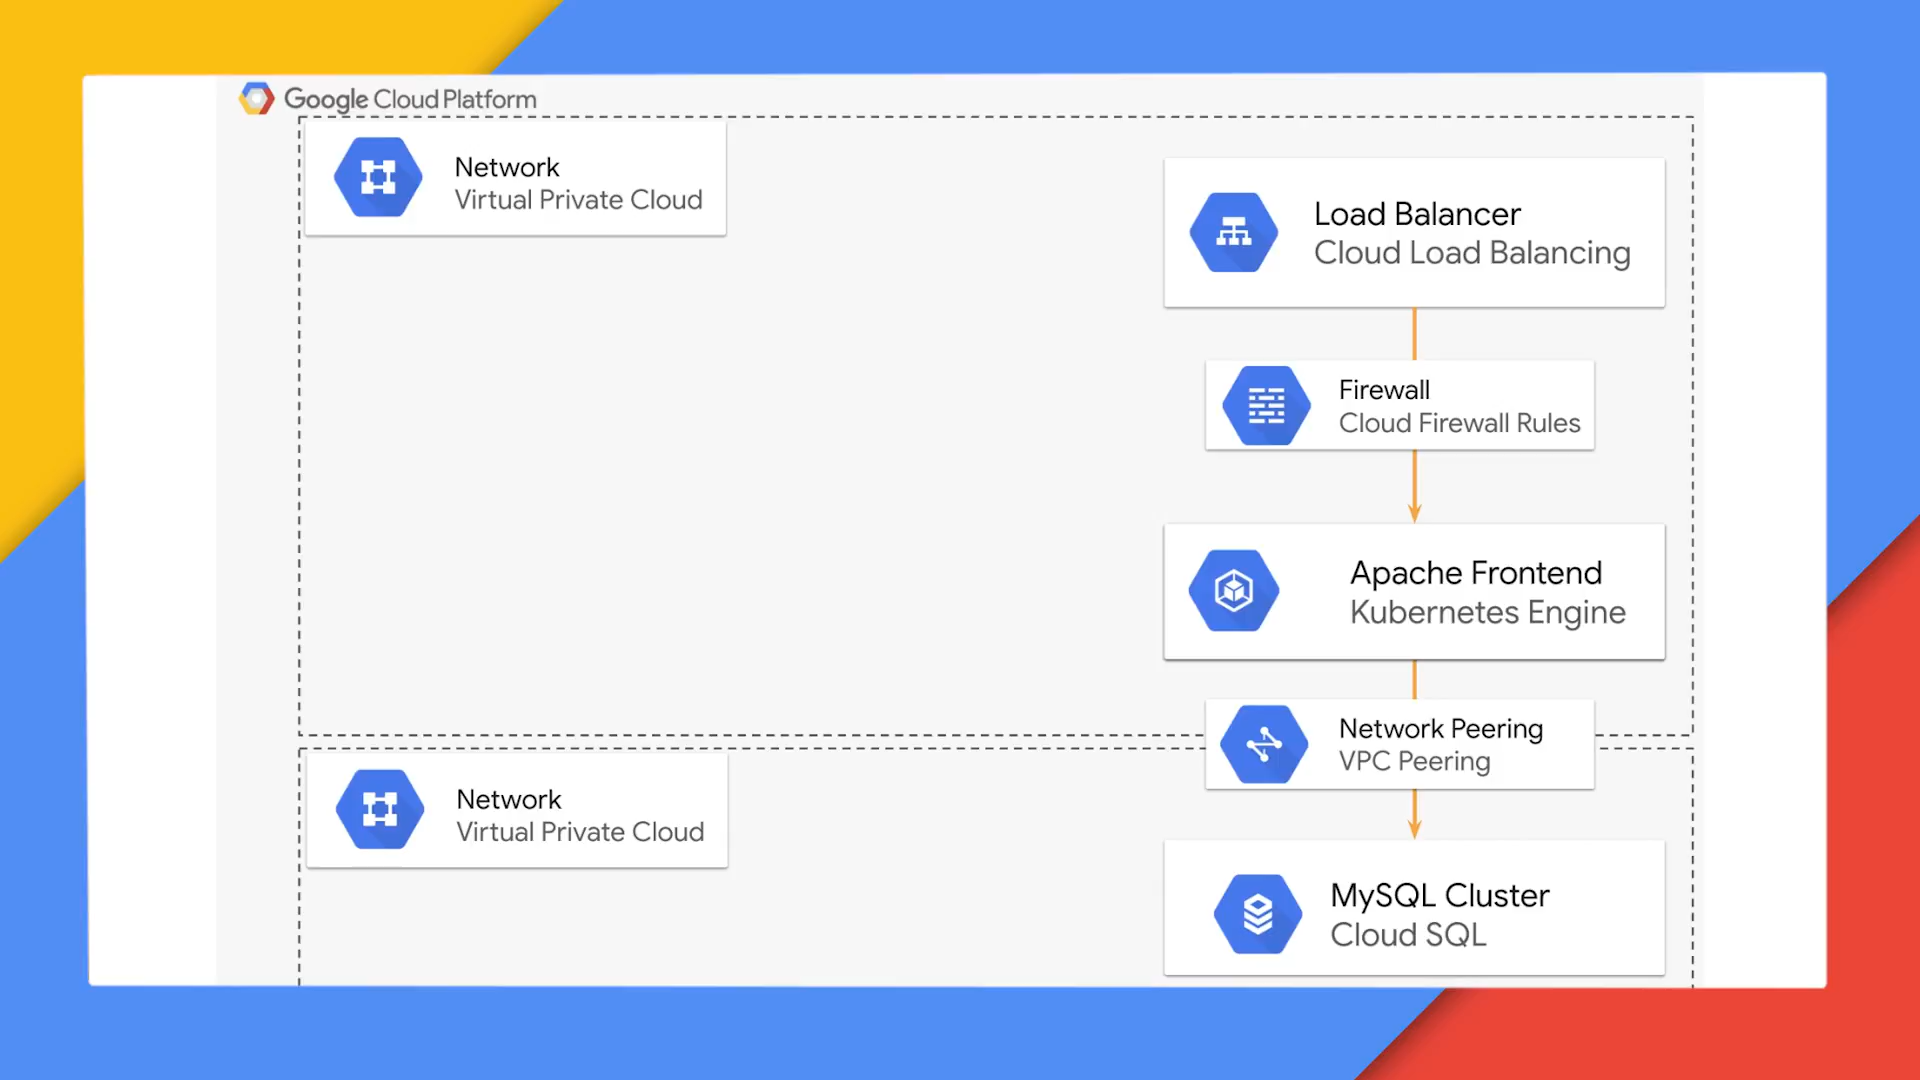 Google Cloud Platform
Network
Virtual Private Cloud
Load Balancer
Cloud Load Balancing
Firewall
Cloud Firewall Rules
Apache Frontend
Kubernetes Engine
Network Peering
VPC Peering
Network
Virtual Private Cloud
MySQL Cluster
Cloud SQL